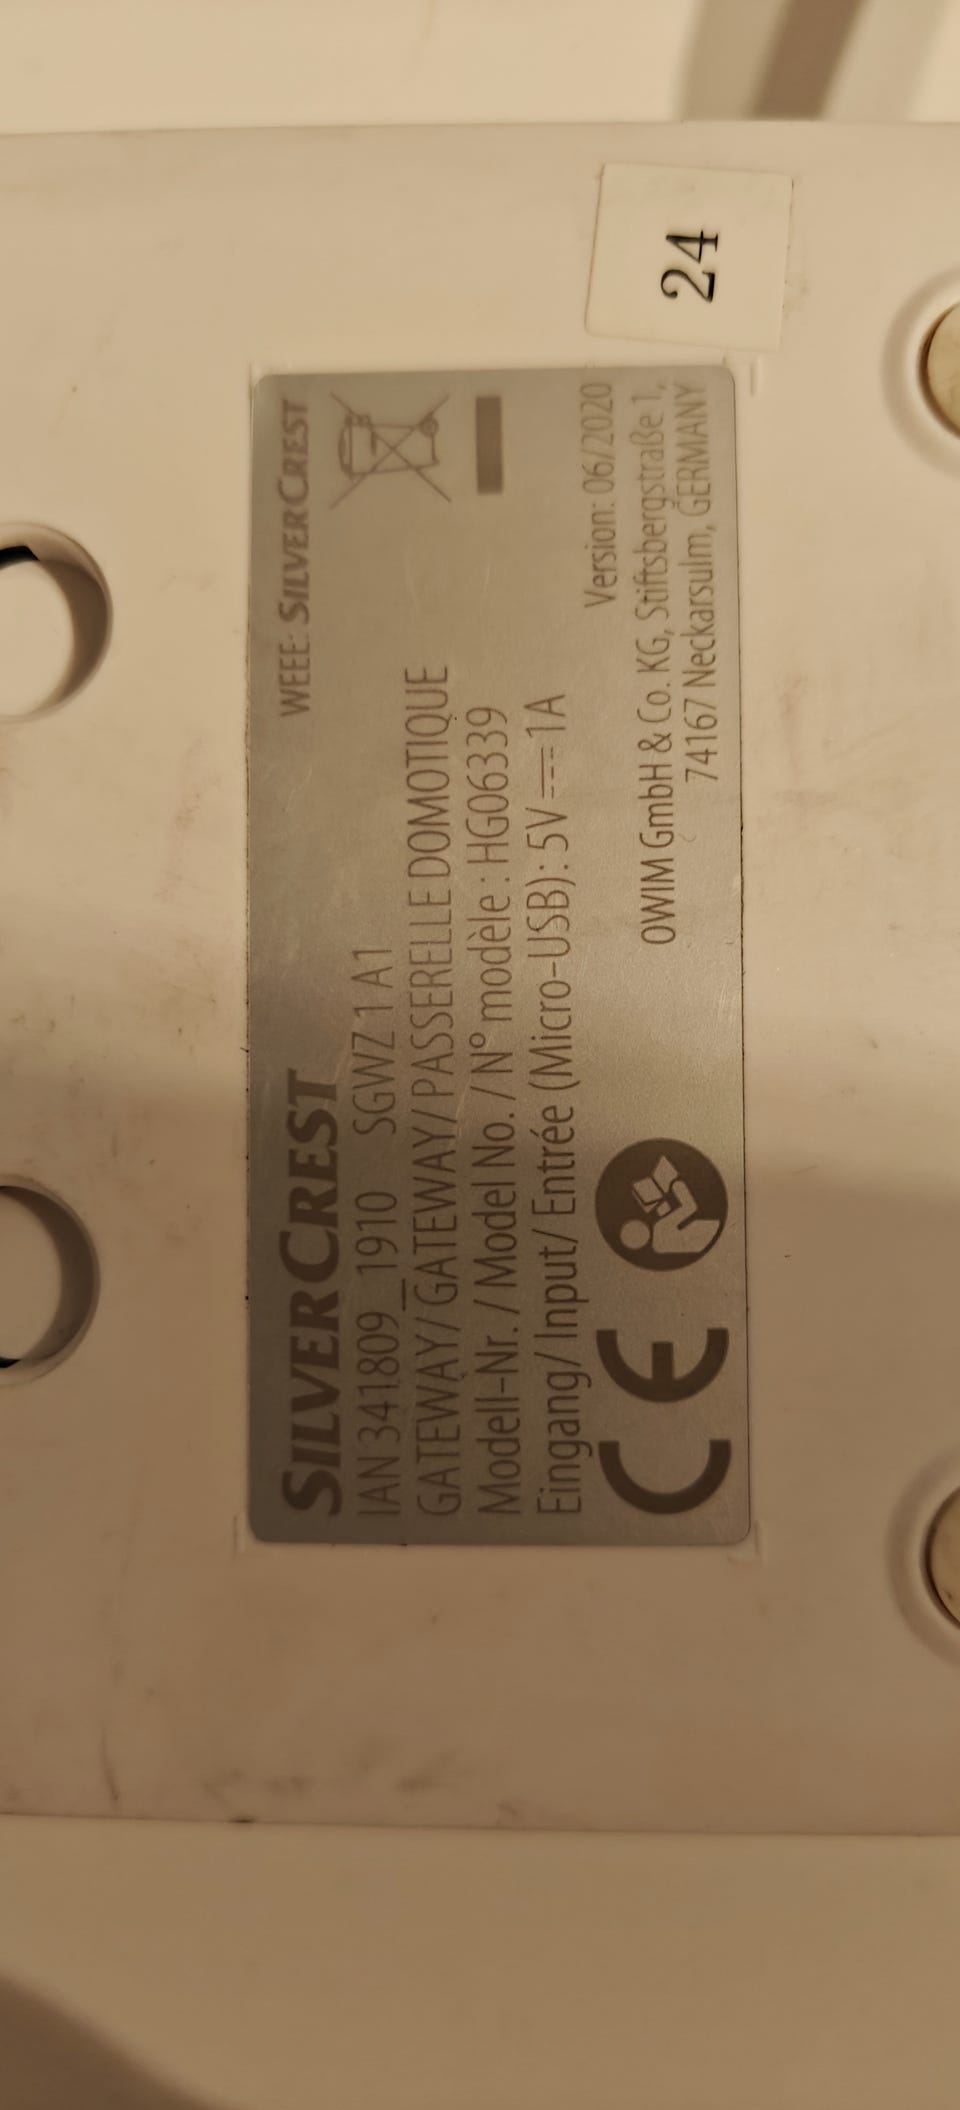 SILVERCREST
WEEE: SILVERCREST
IAN 341809_1910 SGWZ 1 A1
GATEWAY/ GATEWAY/ PASSERELLE DOMOTIQUE
Modell-Nr. / Model No. / N° modèle : HG06339
Eingang/ Input/ Entrée (Micro-USB): 5V⎓1A
Version: 06/2020
OWIM GmbH & Co. KG, Stiftsbergstraße 1,
74167 Neckarsulm, GERMANY
CE
24